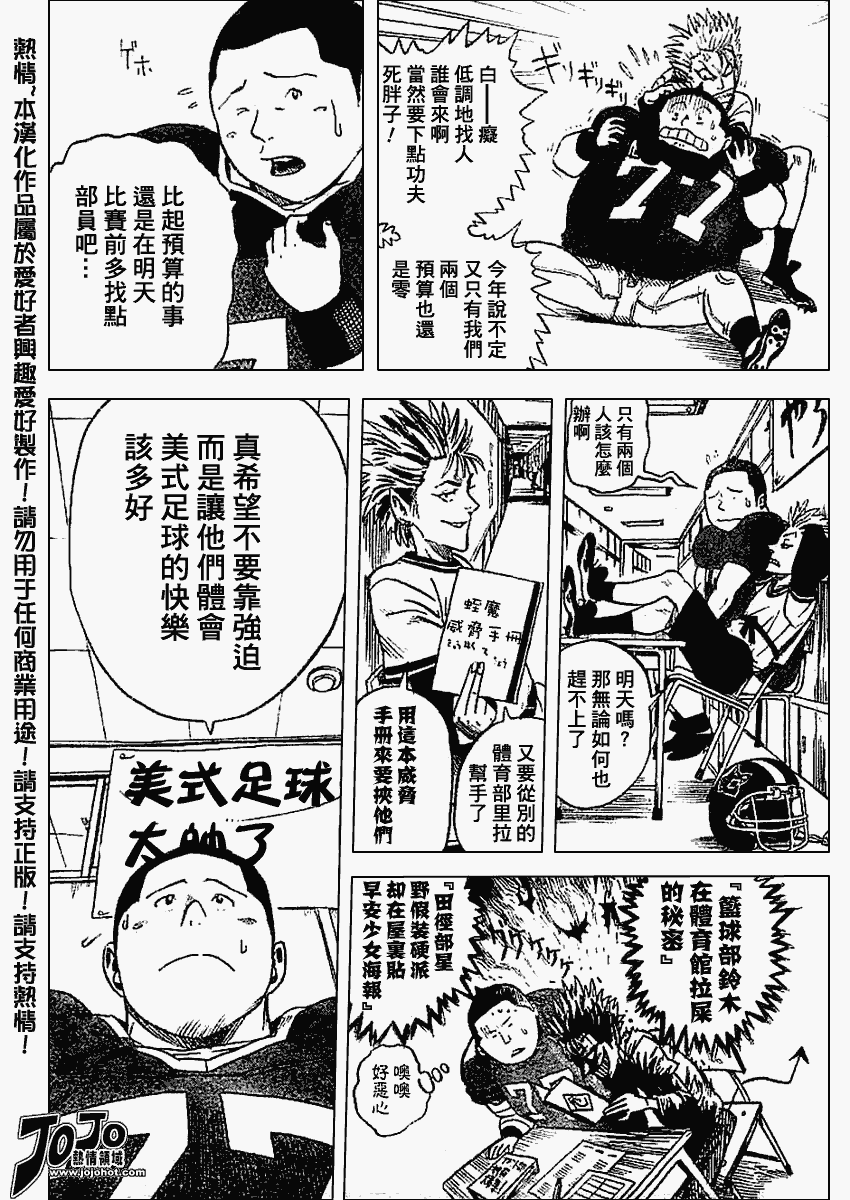 白——癡
低調地找人
誰會來啊
當然要下點功夫
死胖子！
ギリギリギリ
77
今年說不定
又只有我們
兩個
預算也還
是零
ゲホ
比起預算的事
還是在明天
比賽前多找點
部員吧…
只有兩個
人該怎麼
辦啊
明天嗎？
那無論如何也
趕不上了
蛭魔
威脅手冊
又要從別的
體育部里拉
幫手了
用這本威脅
手冊來要挾他們
真希望不要靠強迫
而是讓他們體會
美式足球的快樂
該多好
美式足球
太帥了
77
『籃球部鈴木
在體育館拉屎
的秘密』
『田徑部星
野假裝硬派
却在屋裏貼
早安少女海報』
ケケケケケ
噢噢
好惡心
7
熱情~本漢化作品屬於愛好者興趣愛好製作！請勿用于任何商業用途！請支持正版！請支持熱情！
JOJO
熱情領域
www.jojohot.com